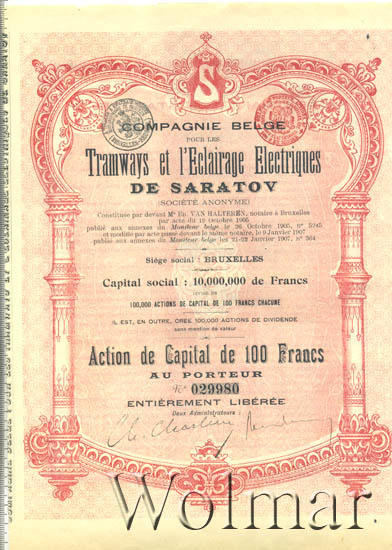 S
COMPAGNIE BELGE
POUR LES
Tramways et l'Eclairage Electriques
DE SARATOV
(SOCIÉTÉ ANONYME)
Constituée par devant Me Ed. VAN HALTEREN, notaire à Bruxelles
par acte du 12 octobre 1905
publié aux annexes du Moniteur belge le 26 Octobre 1905, n° 5245
et modifié par acte passé devant le même notaire, le 9 Janvier 1907
publié aux annexes du Moniteur belge les 21-22 Janvier 1907, n° 364
Siège social : BRUXELLES
Capital social : 10,000,000 de Francs
100,000 ACTIONS DE CAPITAL DE 100 FRANCS CHACUNE
IL EST, EN OUTRE, CRÉÉ 100,000 ACTIONS DE DIVIDENDE
sans mention de valeur
Action de Capital de 100 Francs
AU PORTEUR
No 029980
ENTIÈREMENT LIBÉRÉE
Deux Administrateurs :
Wolmar